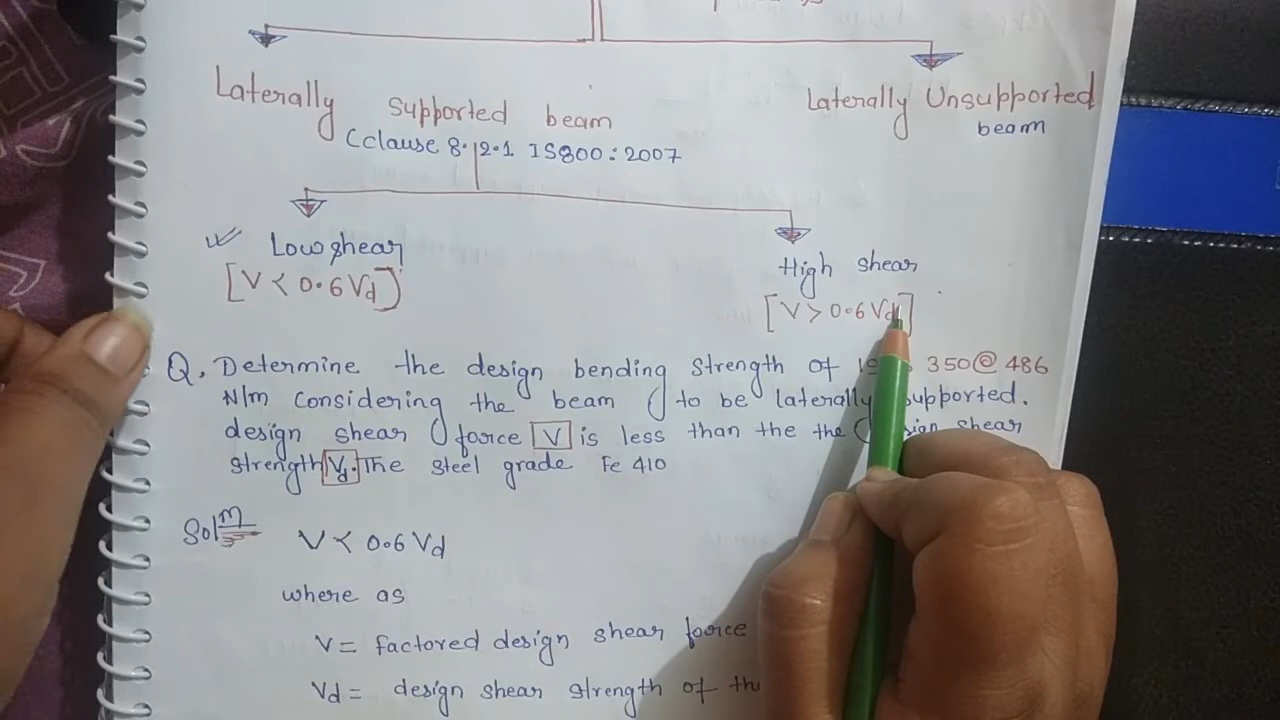 Laterally supported beam
Laterally Unsupported
beam
(clause 8.2.1 IS800:2007
Low shear
[V < 0.6 Vd]
High shear
[V > 0.6 Vd]
Q. Determine the design bending strength of 350@ 486
N/m considering the beam to be laterally supported.
design shear force V is less than the the design shear
strength Vd. The steel grade Fe 410
Solm
V < 0.6 Vd
where as
V = factored design shear force
Vd = design shear strength of the